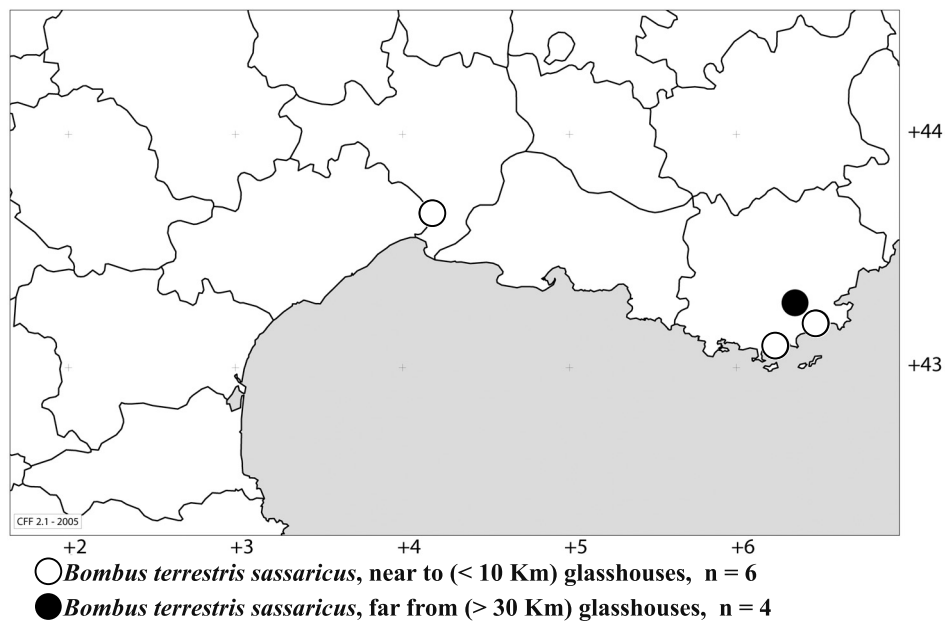 +44
+43
CFF 2.1 - 2005
+2 +3 +4 +5 +6
Bombus terrestris sassaricus, near to (< 10 Km) glasshouses, n = 6
Bombus terrestris sassaricus, far from (> 30 Km) glasshouses, n = 4